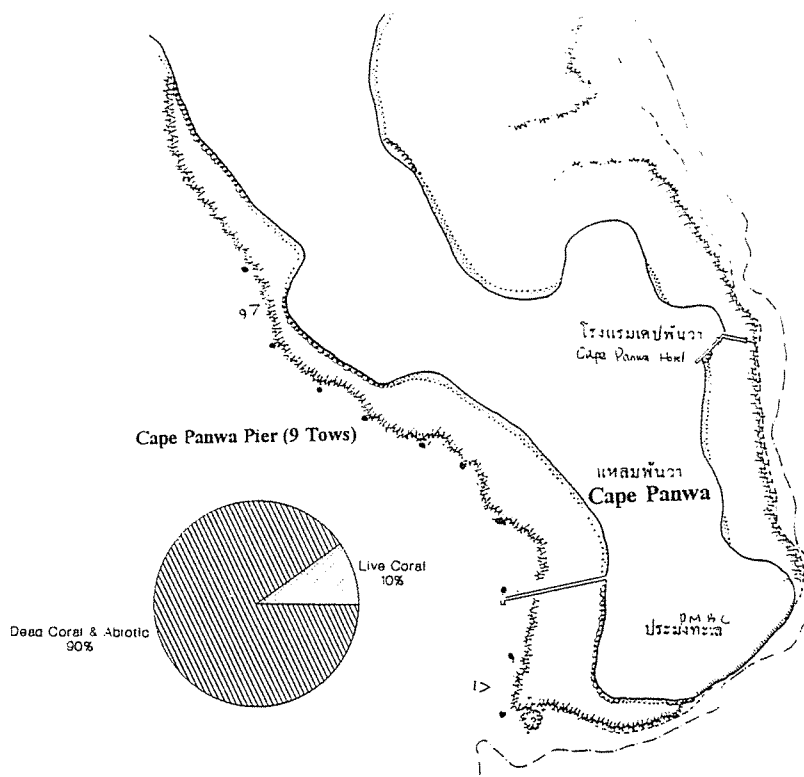 โรงแรมเคปพันวา
Cape Panwa Hotel
Cape Panwa Pier (9 Tows)
แหลมพันวา
Cape Panwa
Live Coral
10%
Dead Coral & Abiotic
90%
PMBC
ประมงทะเล